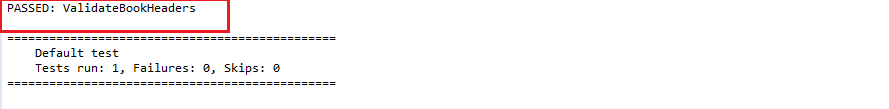 PASSED: ValidateBookHeaders
===============================================
    Default test
    Tests run: 1, Failures: 0, Skips: 0
===============================================